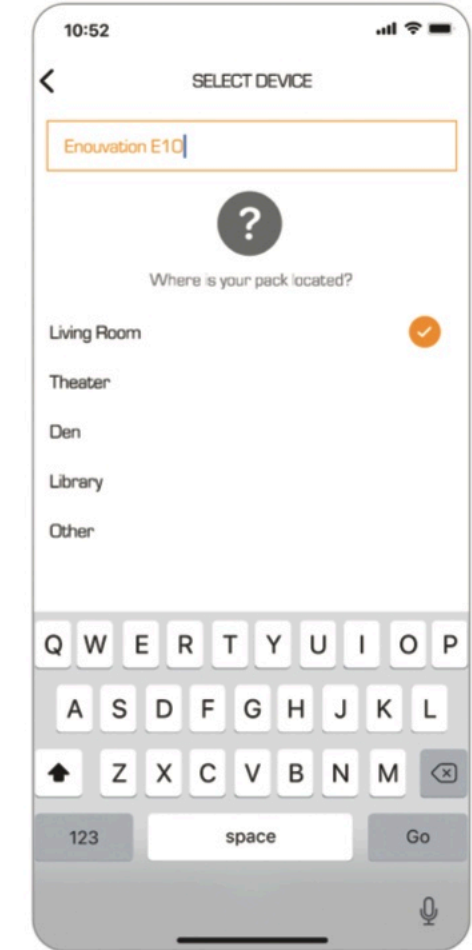 10:52
SELECT DEVICE
Enouvation E10
?
Where is your pack located?
Living Room
Theater
Den
Library
Other
Q W E R T Y U I O P
A S D F G H J K L
Z X C V B N M
123 space Go